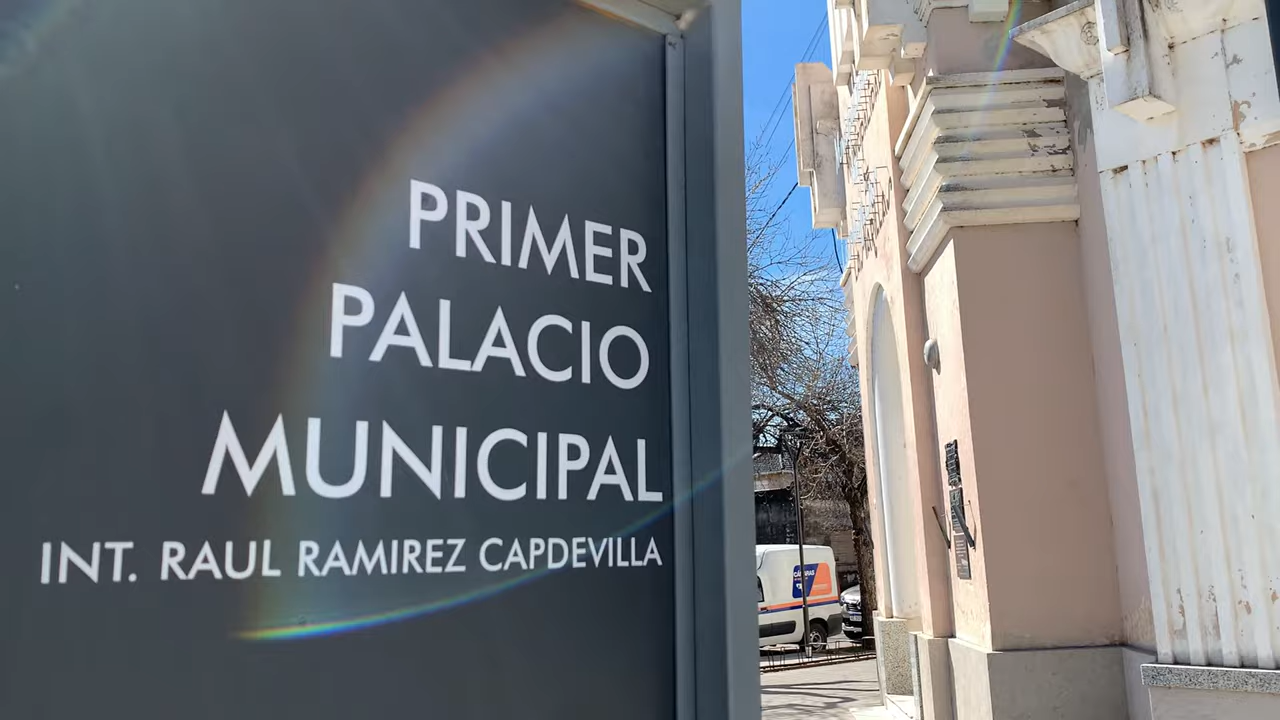 PRIMER
PALACIO
MUNICIPAL
INT. RAUL RAMIREZ CAPDEVILLA